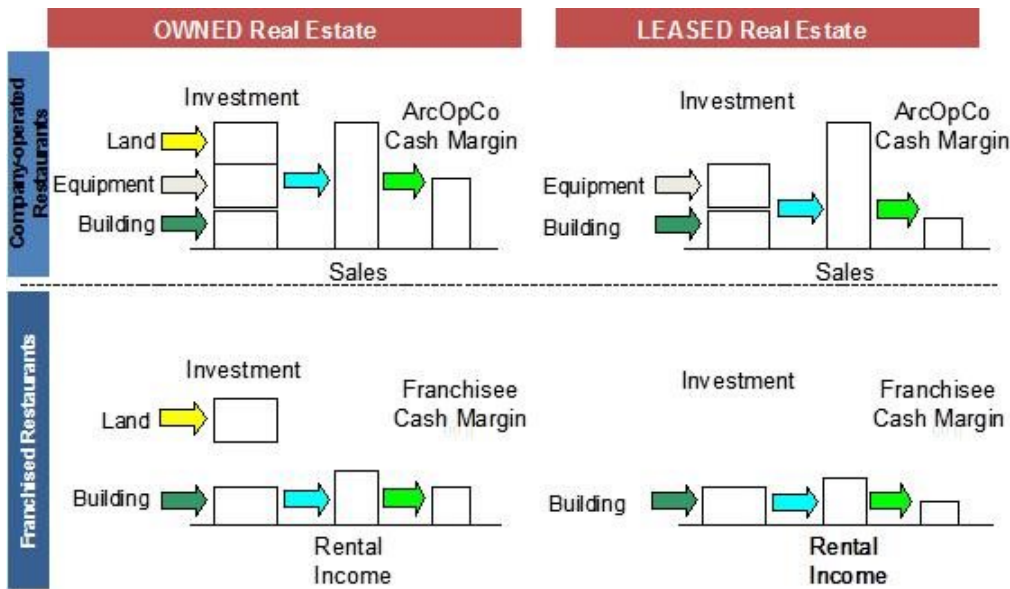 OWNED Real Estate
LEASED Real Estate
Company-operated
Restaurants
Investment
ArcOpCo
Cash Margin
Land
Equipment
Building
Sales
Investment
ArcOpCo
Cash Margin
Equipment
Building
Sales
Franchised Restaurants
Investment
Franchisee
Cash Margin
Land
Building
Rental
Income
Investment
Franchisee
Cash Margin
Building
Rental
Income